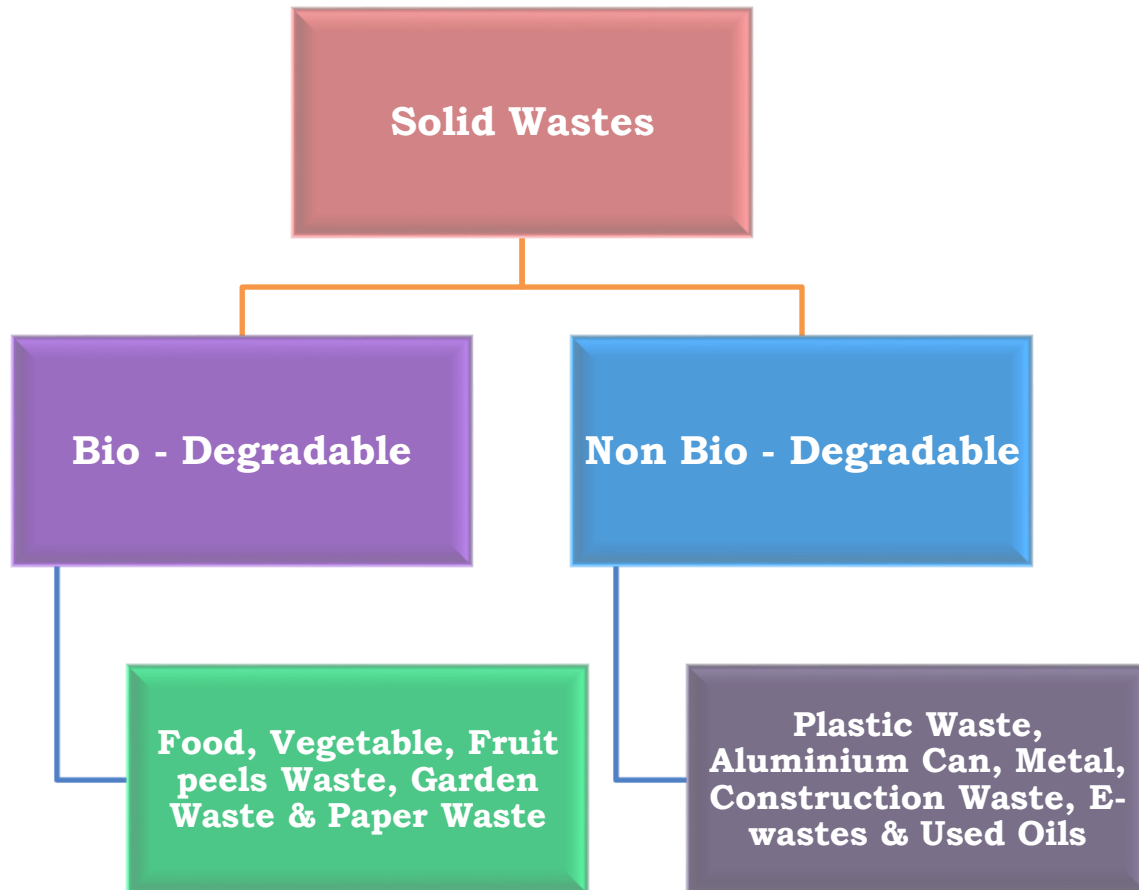 Solid Wastes
Bio - Degradable
Non Bio - Degradable
Food, Vegetable, Fruit
peels Waste, Garden
Waste & Paper Waste
Plastic Waste,
Aluminium Can, Metal,
Construction Waste, E-
wastes & Used Oils